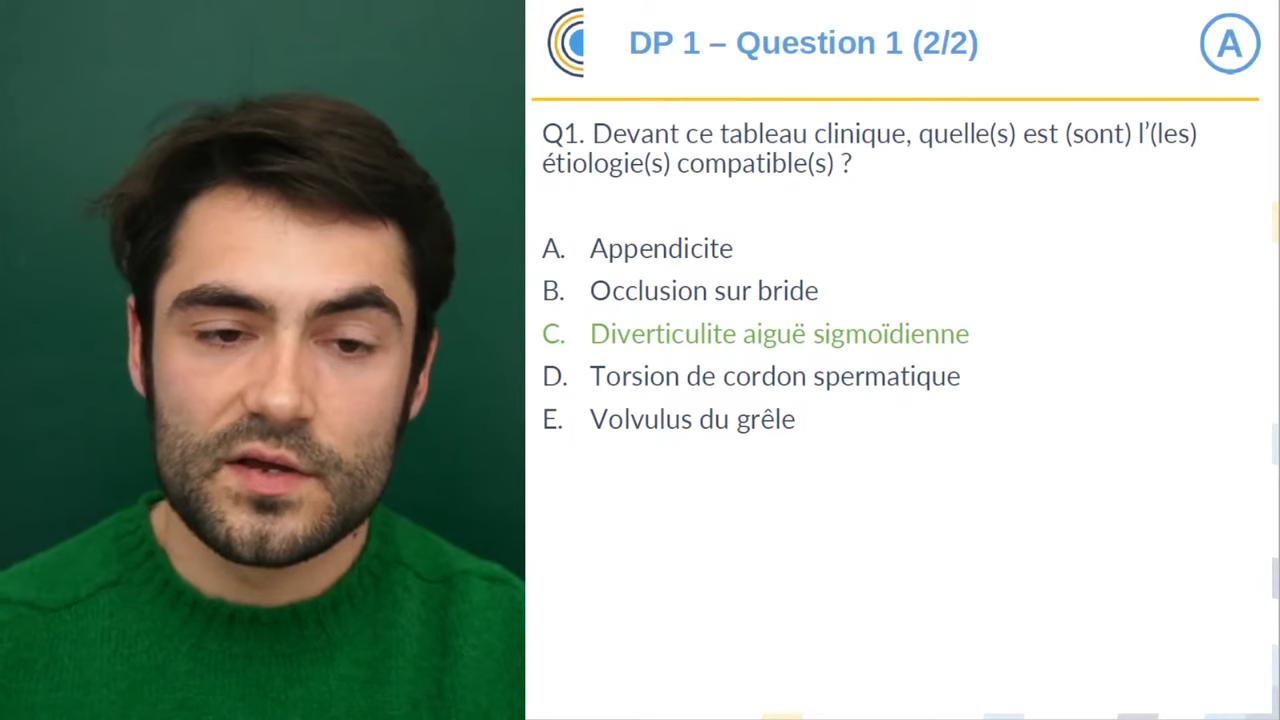 DP 1 – Question 1 (2/2)
A
Q1. Devant ce tableau clinique, quelle(s) est (sont) l’(les)
étiologie(s) compatible(s) ?
A. Appendicite
B. Occlusion sur bride
C. Diverticulite aiguë sigmoïdienne
D. Torsion de cordon spermatique
E. Volvulus du grêle